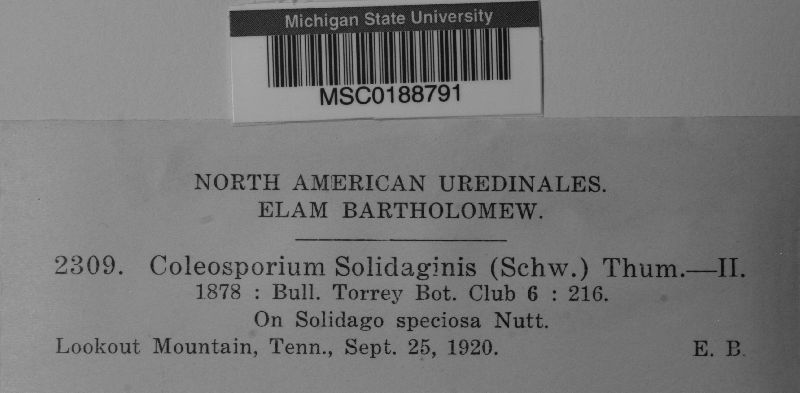 Michigan State University
MSC0188791
NORTH AMERICAN UREDINALES.
ELAM BARTHOLOMEW.
2309. Coleosporium Solidaginis (Schw.) Thum.—II.
1878 : Bull. Torrey Bot. Club 6 : 216.
On Solidago speciosa Nutt.
Lookout Mountain, Tenn., Sept. 25, 1920. E. B.